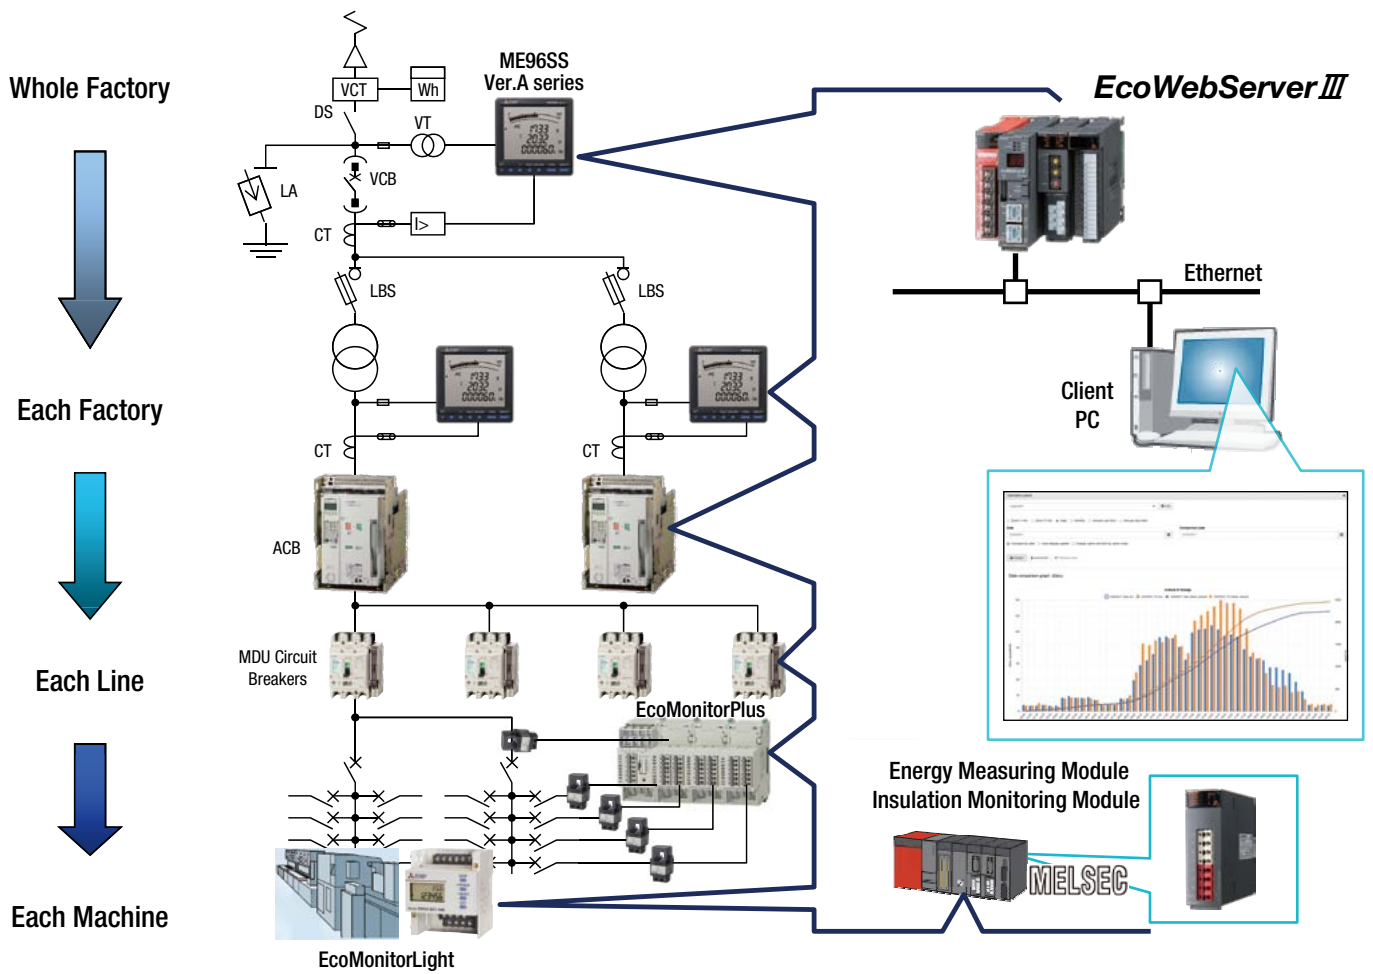 Whole Factory
VCT
Wh
ME96SS
Ver.A series
EcoWebServerⅢ
DS
VT
LA
VCB
CT
I>
Ethernet
LBS
LBS
Each Factory
Client
PC
CT
CT
ACB
Each Line
MDU Circuit
Breakers
EcoMonitorPlus
Energy Measuring Module
Insulation Monitoring Module
MELSEC
Each Machine
EcoMonitorLight